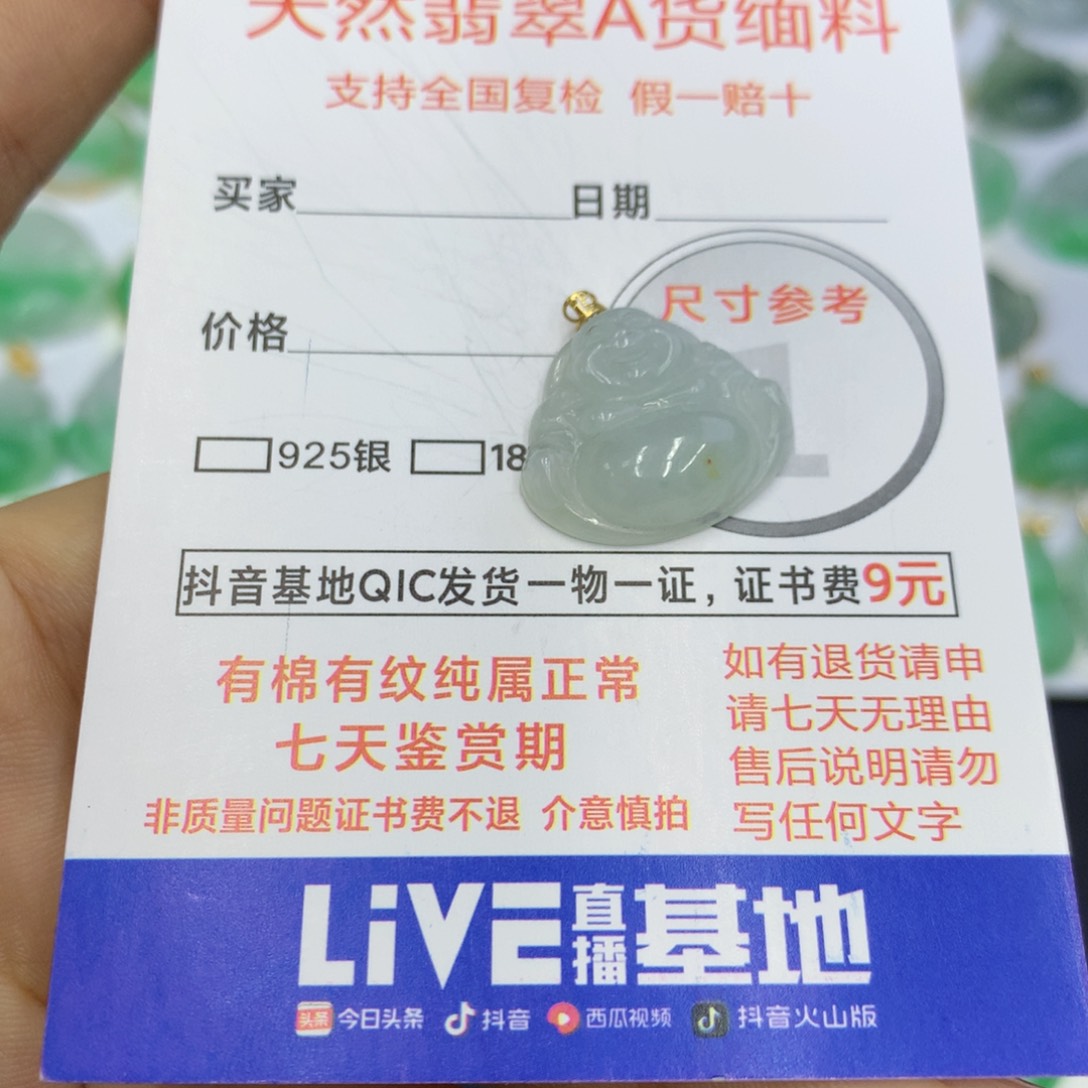 天然翡翠A货缅料
支持全国复检 假一赔十
买家 日期
价格
尺寸参考
925银 18
抖音基地QIC发货一物一证，证书费9元
有棉有纹纯属正常
七天鉴赏期
非质量问题证书费不退 介意慎拍
如有退货请申
请七天无理由
售后说明请勿
写任何文字
LiVE直播基地
头条 今日头条 抖音 西瓜视频 抖音火山版